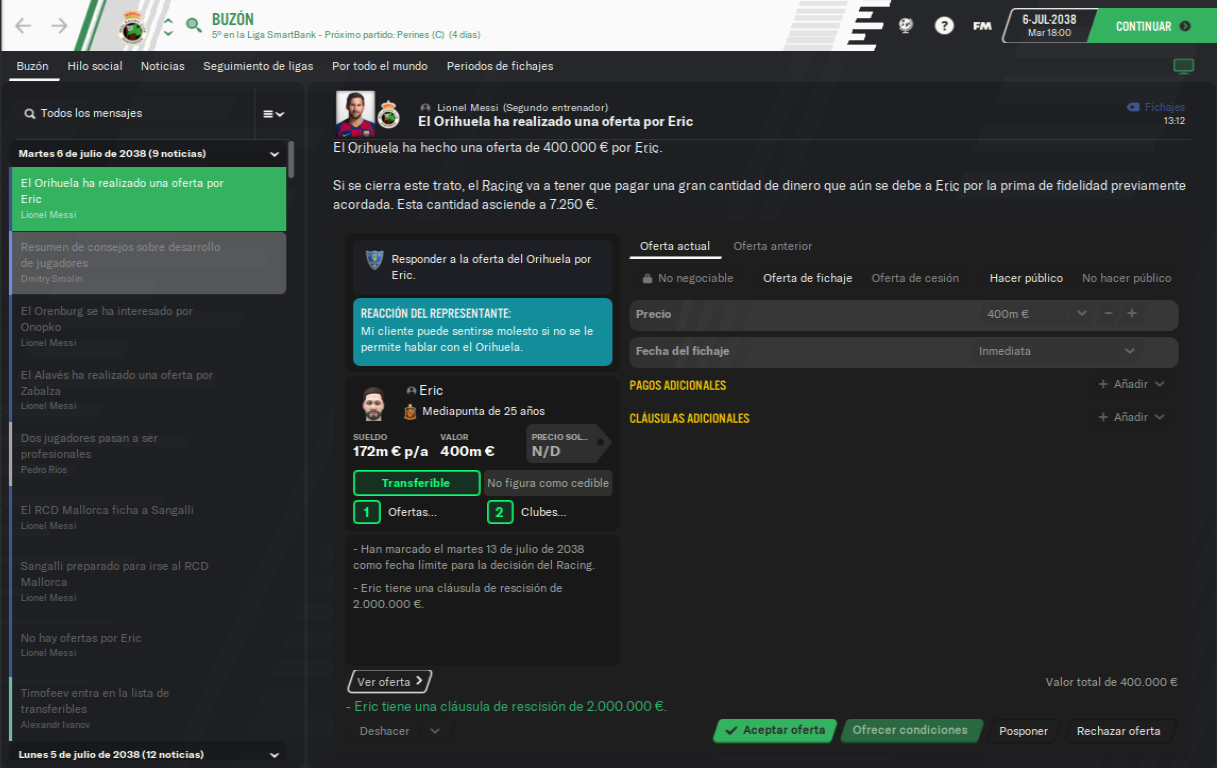 BUZÓN
5º en la Liga SmartBank - Próximo partido: Perines (C) (4 días)
?
FM
6-JUL-2038
Mar 18:00
CONTINUAR
Buzón Hilo social Noticias Seguimiento de ligas Por todo el mundo Periodos de fichajes
Todos los mensajes
Martes 6 de julio de 2038 (9 noticias)
El Orihuela ha realizado una oferta por
Eric
Lionel Messi
Resumen de consejos sobre desarrollo
de jugadores
Dmitry Smolin
El Orenburg se ha interesado por
Onopko
Lionel Messi
El Alavés ha realizado una oferta por
Zabalza
Lionel Messi
Dos jugadores pasan a ser
profesionales
Pedro Ríos
El RCD Mallorca ficha a Sangalli
Lionel Messi
Sangalli preparado para irse al RCD
Mallorca
Lionel Messi
No hay ofertas por Eric
Lionel Messi
Timofeev entra en la lista de
transferibles
Alexandr Ivanov
Lunes 5 de julio de 2038 (12 noticias)
Lionel Messi (Segundo entrenador)
El Orihuela ha realizado una oferta por Eric
Fichajes
13:12
El Orihuela ha hecho una oferta de 400.000 € por Eric.
Si se cierra este trato, el Racing va a tener que pagar una gran cantidad de dinero que aún se debe a Eric por la prima de fidelidad previamente
acordada. Esta cantidad asciende a 7.250 €.
Responder a la oferta del Orihuela por
Eric.
REACCIÓN DEL REPRESENTANTE:
Mi cliente puede sentirse molesto si no se le
permite hablar con el Orihuela.
Eric
Mediapunta de 25 años
SUELDO VALOR PRECIO SOL...
172m € p/a 400m € N/D
Transferible No figura como cedible
1 Ofertas... 2 Clubes...
- Han marcado el martes 13 de julio de 2038
como fecha límite para la decisión del Racing.
- Eric tiene una cláusula de rescisión de
2.000.000 €.
Oferta actual Oferta anterior
No negociable Oferta de fichaje Oferta de cesión Hacer público No hacer público
Precio 400m € − +
Fecha del fichaje Inmediata
PAGOS ADICIONALES + Añadir
CLÁUSULAS ADICIONALES + Añadir
Ver oferta
Valor total de 400.000 €
- Eric tiene una cláusula de rescisión de 2.000.000 €.
Deshacer Aceptar oferta Ofrecer condiciones Posponer Rechazar oferta